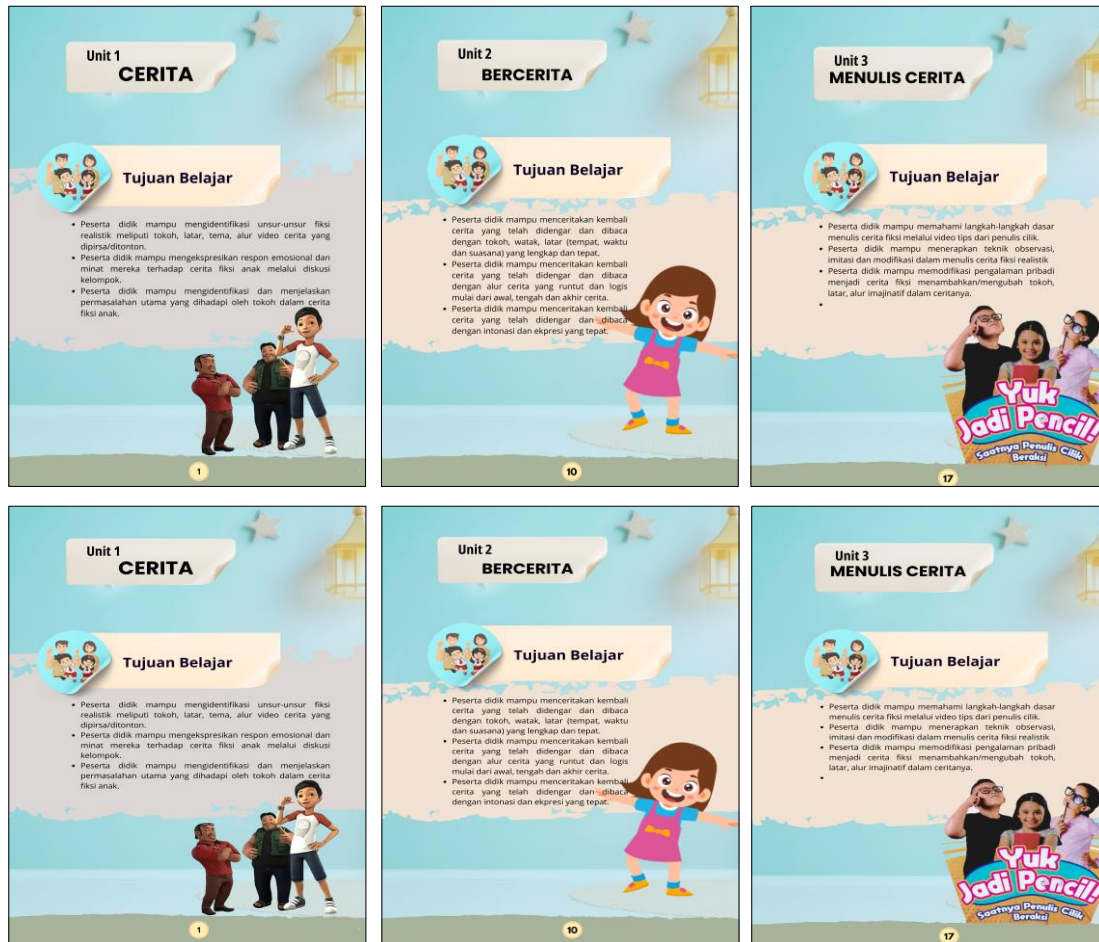 Unit 1
CERITA
Tujuan Belajar
• Peserta didik mampu mengidentifikasi unsur-unsur fiksi
realistik meliputi tokoh, latar, tema, alur video cerita yang
dipirsa/ditonton.
• Peserta didik mampu mengekspresikan respon emosional dan
minat mereka terhadap cerita fiksi anak melalui diskusi
kelompok.
• Peserta didik mampu mengidentifikasi dan menjelaskan
permasalahan utama yang dihadapi oleh tokoh dalam cerita
fiksi anak.
1
Unit 2
BERCERITA
Tujuan Belajar
• Peserta didik mampu menceritakan kembali
cerita yang telah didengar dan dibaca
dengan tokoh, watak, latar (tempat, waktu
dan suasana) yang lengkap dan tepat.
• Peserta didik mampu menceritakan kembali
cerita yang telah didengar dan dibaca
dengan alur cerita yang runtut dan logis
mulai dari awal, tengah dan akhir cerita.
• Peserta didik mampu menceritakan kembali
cerita yang telah didengar dan dibaca
dengan intonasi dan ekpresi yang tepat.
10
Unit 3
MENULIS CERITA
Tujuan Belajar
• Peserta didik mampu memahami langkah-langkah dasar
menulis cerita fiksi melalui video tips dari penulis cilik.
• Peserta didik mampu menerapkan teknik observasi,
imitasi dan modifikasi dalam menulis cerita fiksi realistik
• Peserta didik mampu memodifikasi pengalaman pribadi
menjadi cerita fiksi menambahkan/mengubah tokoh,
latar, alur imajinatif dalam ceritanya.
•
Yuk
Jadi Pencil!
Saatnya Penulis Cilik
Beraksi
17
Unit 1
CERITA
Tujuan Belajar
• Peserta didik mampu mengidentifikasi unsur-unsur fiksi
realistik meliputi tokoh, latar, tema, alur video cerita yang
dipirsa/ditonton.
• Peserta didik mampu mengekspresikan respon emosional dan
minat mereka terhadap cerita fiksi anak melalui diskusi
kelompok.
• Peserta didik mampu mengidentifikasi dan menjelaskan
permasalahan utama yang dihadapi oleh tokoh dalam cerita
fiksi anak.
1
Unit 2
BERCERITA
Tujuan Belajar
• Peserta didik mampu menceritakan kembali
cerita yang telah didengar dan dibaca
dengan tokoh, watak, latar (tempat, waktu
dan suasana) yang lengkap dan tepat.
• Peserta didik mampu menceritakan kembali
cerita yang telah didengar dan dibaca
dengan alur cerita yang runtut dan logis
mulai dari awal, tengah dan akhir cerita.
• Peserta didik mampu menceritakan kembali
cerita yang telah didengar dan dibaca
dengan intonasi dan ekpresi yang tepat.
10
Unit 3
MENULIS CERITA
Tujuan Belajar
• Peserta didik mampu memahami langkah-langkah dasar
menulis cerita fiksi melalui video tips dari penulis cilik.
• Peserta didik mampu menerapkan teknik observasi,
imitasi dan modifikasi dalam menulis cerita fiksi realistik
• Peserta didik mampu memodifikasi pengalaman pribadi
menjadi cerita fiksi menambahkan/mengubah tokoh,
latar, alur imajinatif dalam ceritanya.
•
Yuk
Jadi Pencil!
Saatnya Penulis Cilik
Beraksi
17